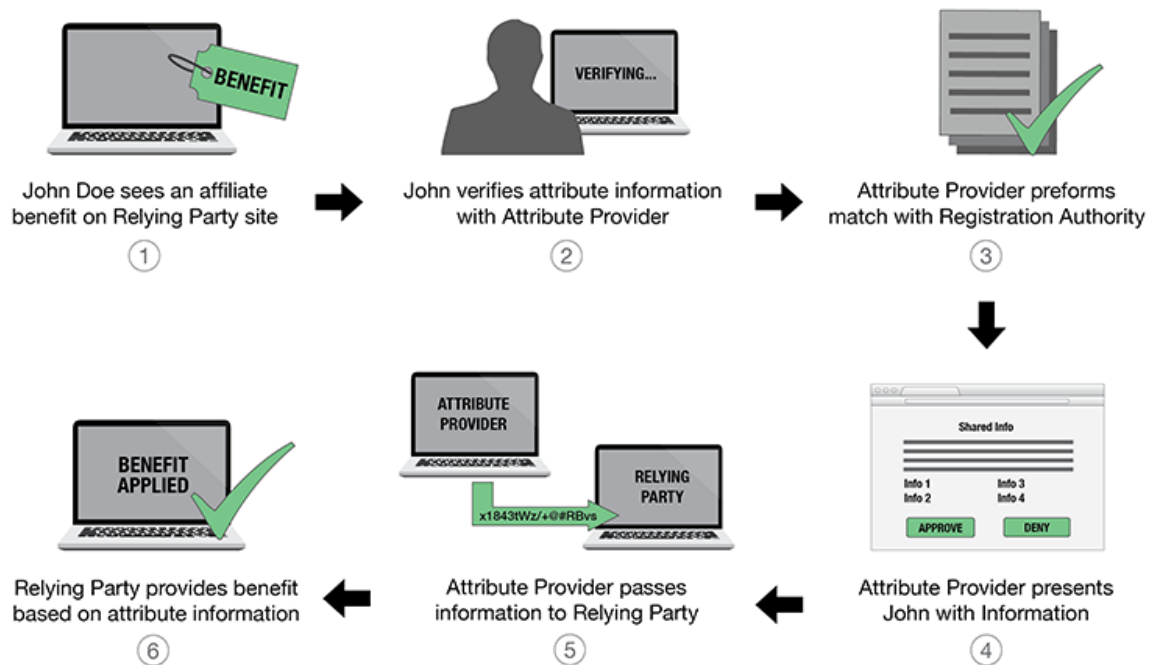 BENEFIT
John Doe sees an affiliate
benefit on Relying Party site
1
VERIFYING...
John verifies attribute information
with Attribute Provider
2
Attribute Provider preforms
match with Registration Authority
3
Shared Info
Info 1 Info 3
Info 2 Info 4
APPROVE DENY
Attribute Provider presents
John with Information
4
ATTRIBUTE
PROVIDER
RELYING
PARTY
x1843tWz/+@#RBvs
Attribute Provider passes
information to Relying Party
5
BENEFIT
APPLIED
Relying Party provides benefit
based on attribute information
6